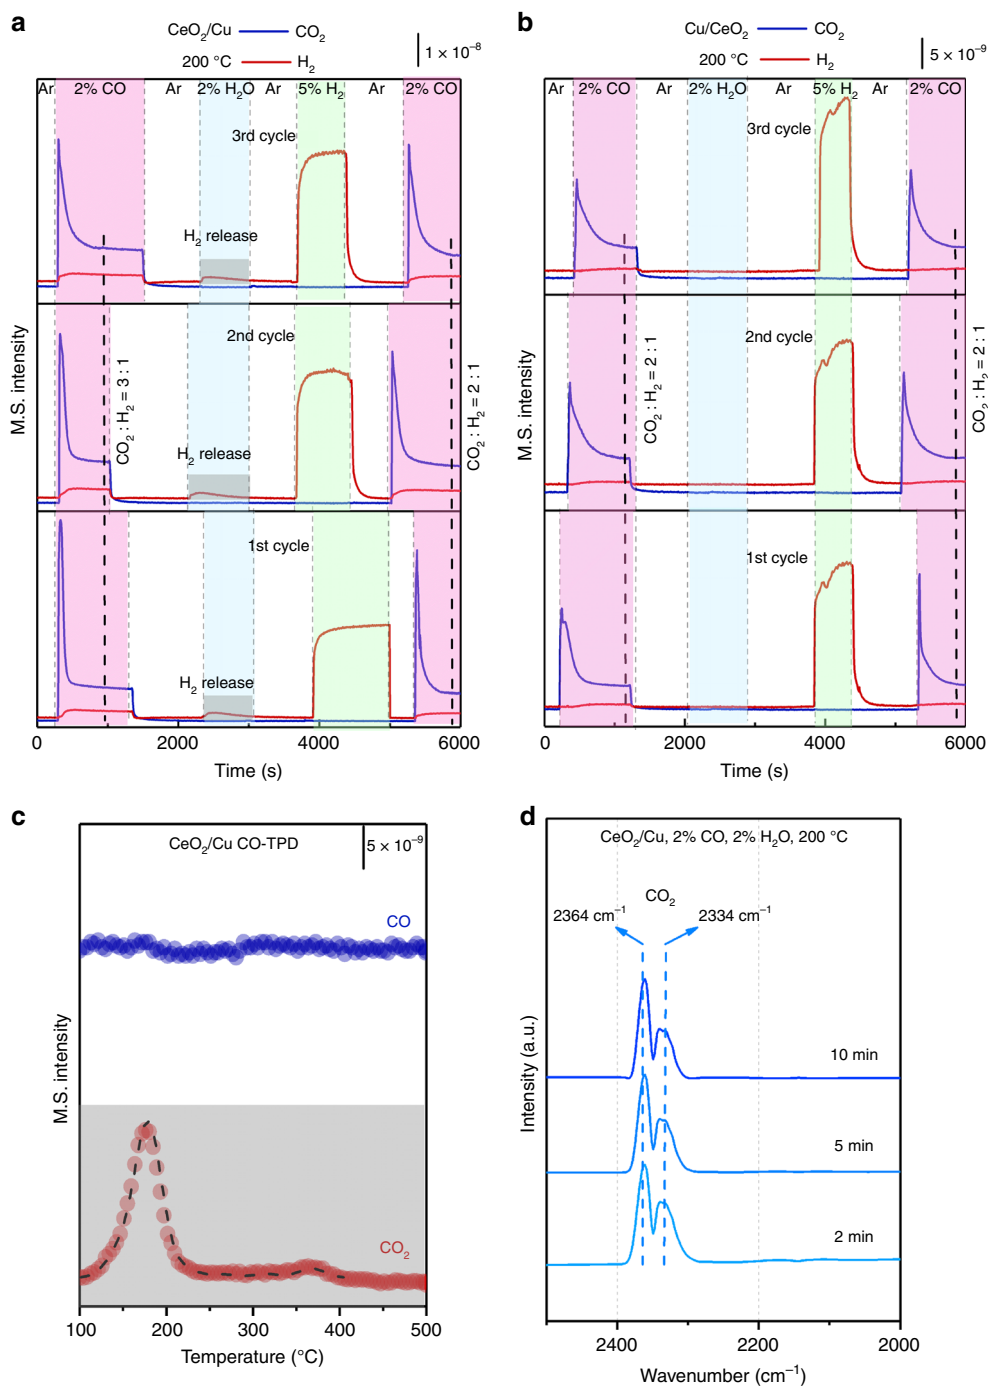 a
CeO₂/Cu CO₂
200 °C H₂
1 × 10⁻⁸
Ar 2% CO Ar 2% H₂O Ar 5% H₂ Ar 2% CO
3rd cycle
H₂ release
2nd cycle
H₂ release
1st cycle
H₂ release
CO₂ : H₂ = 3 : 1
CO₂ : H₂ = 2 : 1
M.S. intensity
0 2000 4000 6000
Time (s)
b
Cu/CeO₂ CO₂
200 °C H₂
5 × 10⁻⁹
Ar 2% CO Ar 2% H₂O Ar 5% H₂ Ar 2% CO
3rd cycle
2nd cycle
1st cycle
CO₂ : H₂ = 2 : 1
CO₂ : H₂ = 2 : 1
M.S. intensity
0 2000 4000 6000
Time (s)
c
CeO₂/Cu CO-TPD
5 × 10⁻⁹
CO
CO₂
M.S. intensity
100 200 300 400 500
Temperature (°C)
d
CeO₂/Cu, 2% CO, 2% H₂O, 200 °C
CO₂
2364 cm⁻¹ 2334 cm⁻¹
10 min
5 min
2 min
Intensity (a.u.)
2400 2200 2000
Wavenumber (cm⁻¹)